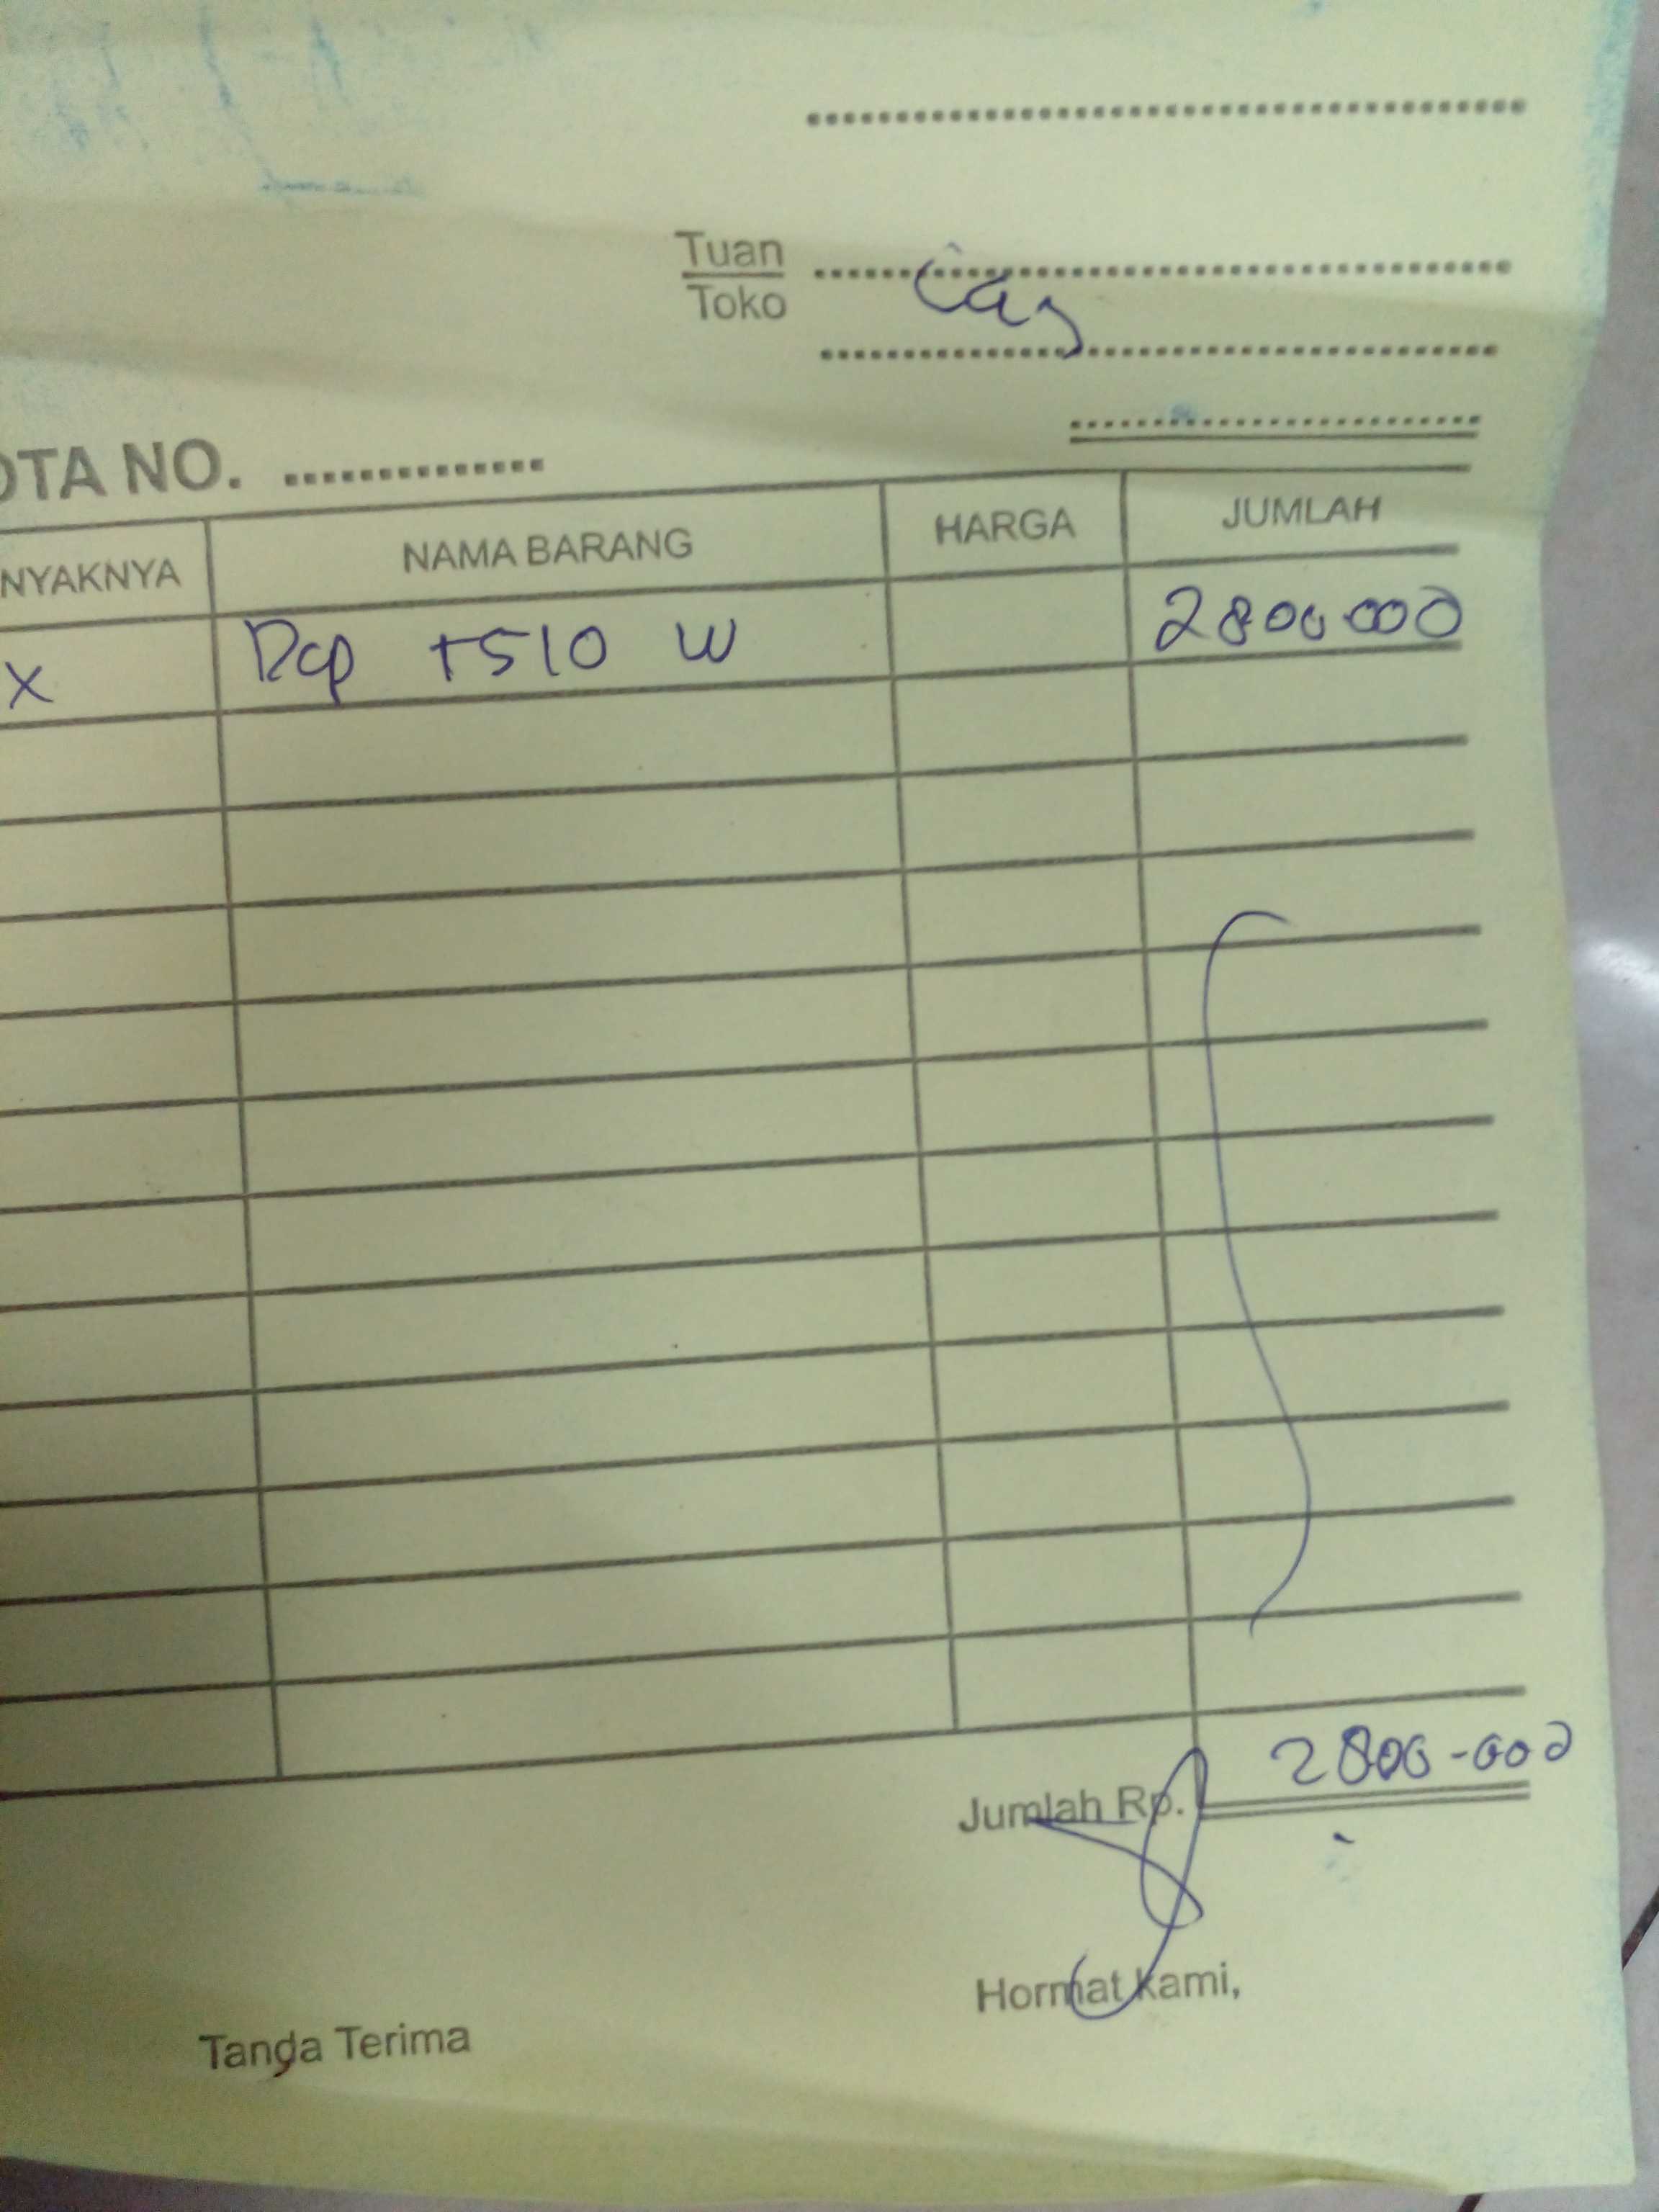 Tuan
Toko
OTA NO. ..............
NYAKNYA NAMA BARANG HARGA JUMLAH
X Dcp T510 W 2800000
Jumlah Rp. 2800-000
Tanda Terima Hormat kami,